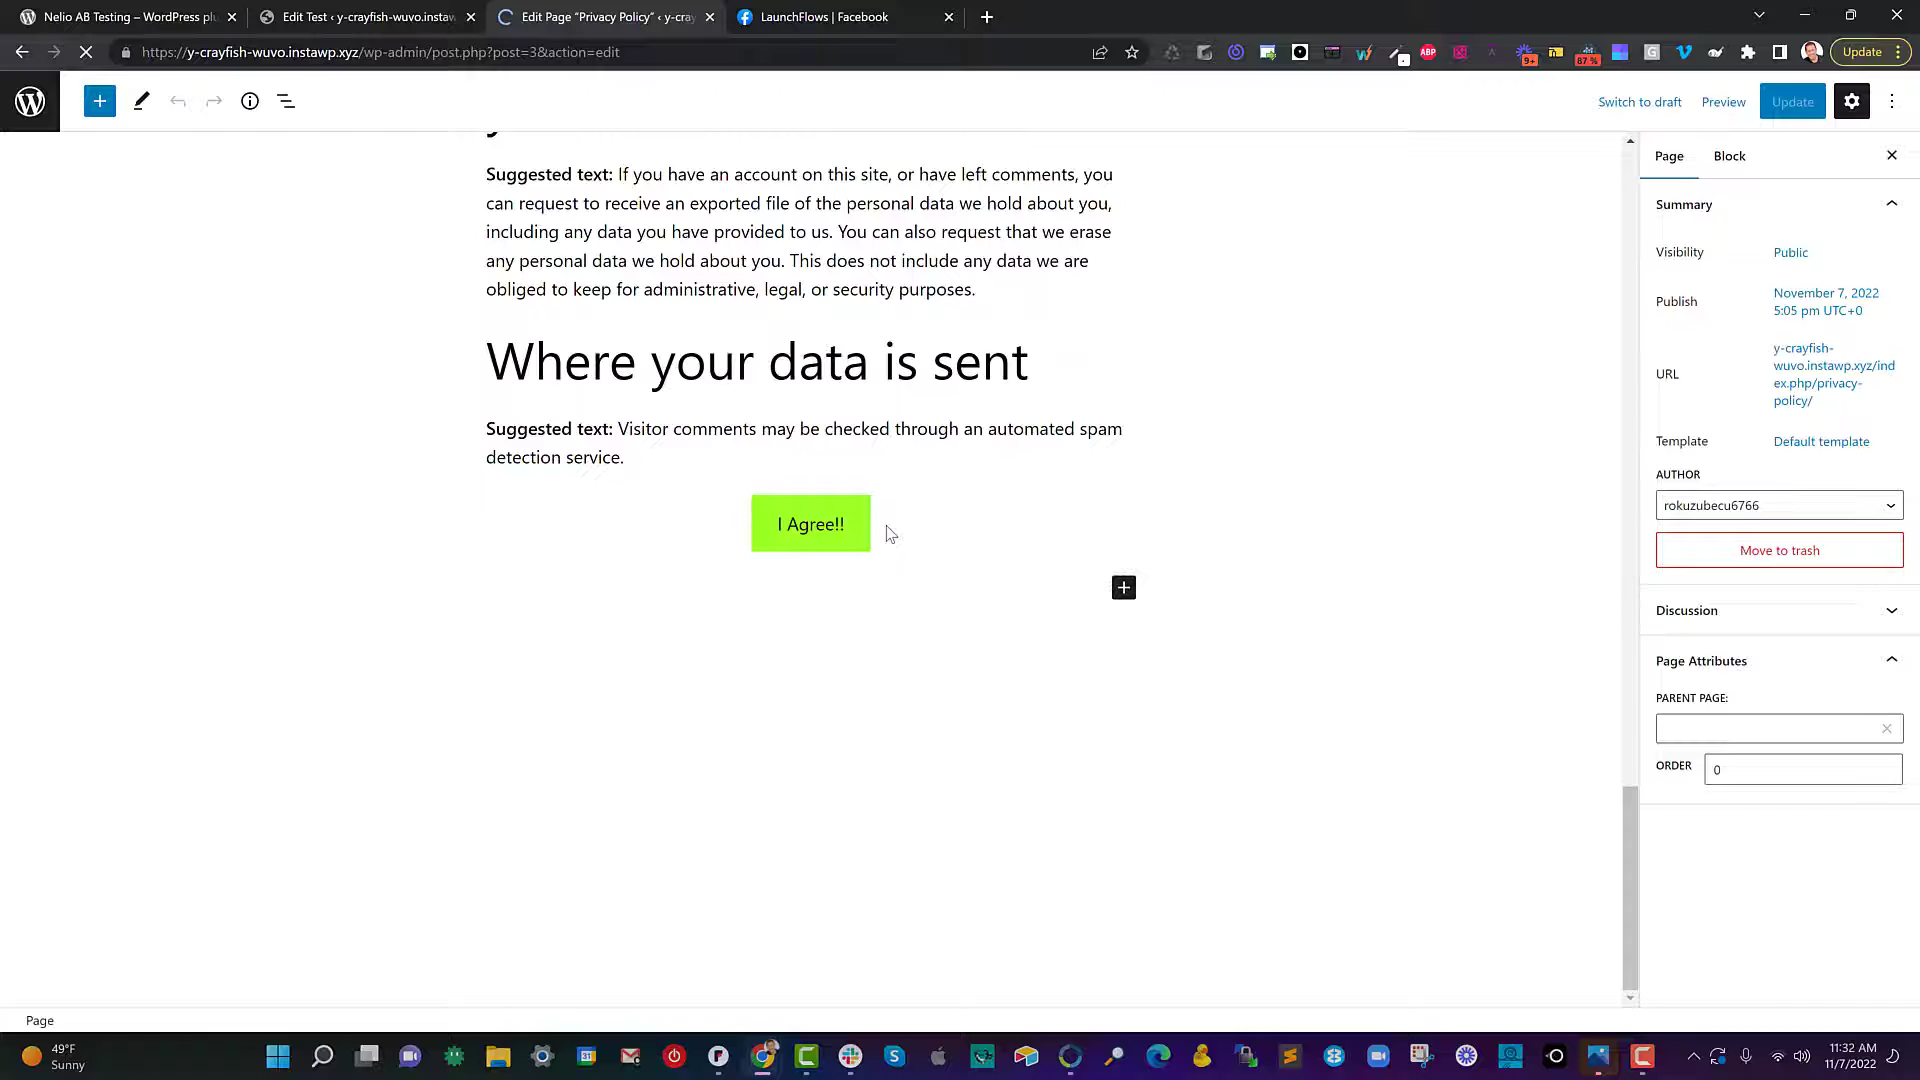 Nelio AB Testing – WordPress plu
Edit Test ‹ y-crayfish-wuvo.instaw
Edit Page “Privacy Policy” ‹ y-cray
LaunchFlows | Facebook
https://y-crayfish-wuvo.instawp.xyz/wp-admin/post.php?post=3&action=edit
ABP
9+
87 %
Update
Switch to draft
Preview
Update
Suggested text: If you have an account on this site, or have left comments, you
can request to receive an exported file of the personal data we hold about you,
including any data you have provided to us. You can also request that we erase
any personal data we hold about you. This does not include any data we are
obliged to keep for administrative, legal, or security purposes.
Where your data is sent
Suggested text: Visitor comments may be checked through an automated spam
detection service.
I Agree!!
Page
Block
Summary
Visibility
Public
Publish
November 7, 2022
5:05 pm UTC+0
URL
y-crayfish-
wuvo.instawp.xyz/ind
ex.php/privacy-
policy/
Template
Default template
AUTHOR
rokuzubecu6766
Move to trash
Discussion
Page Attributes
PARENT PAGE:
ORDER
0
Page
49°F
Sunny
11:32 AM
11/7/2022